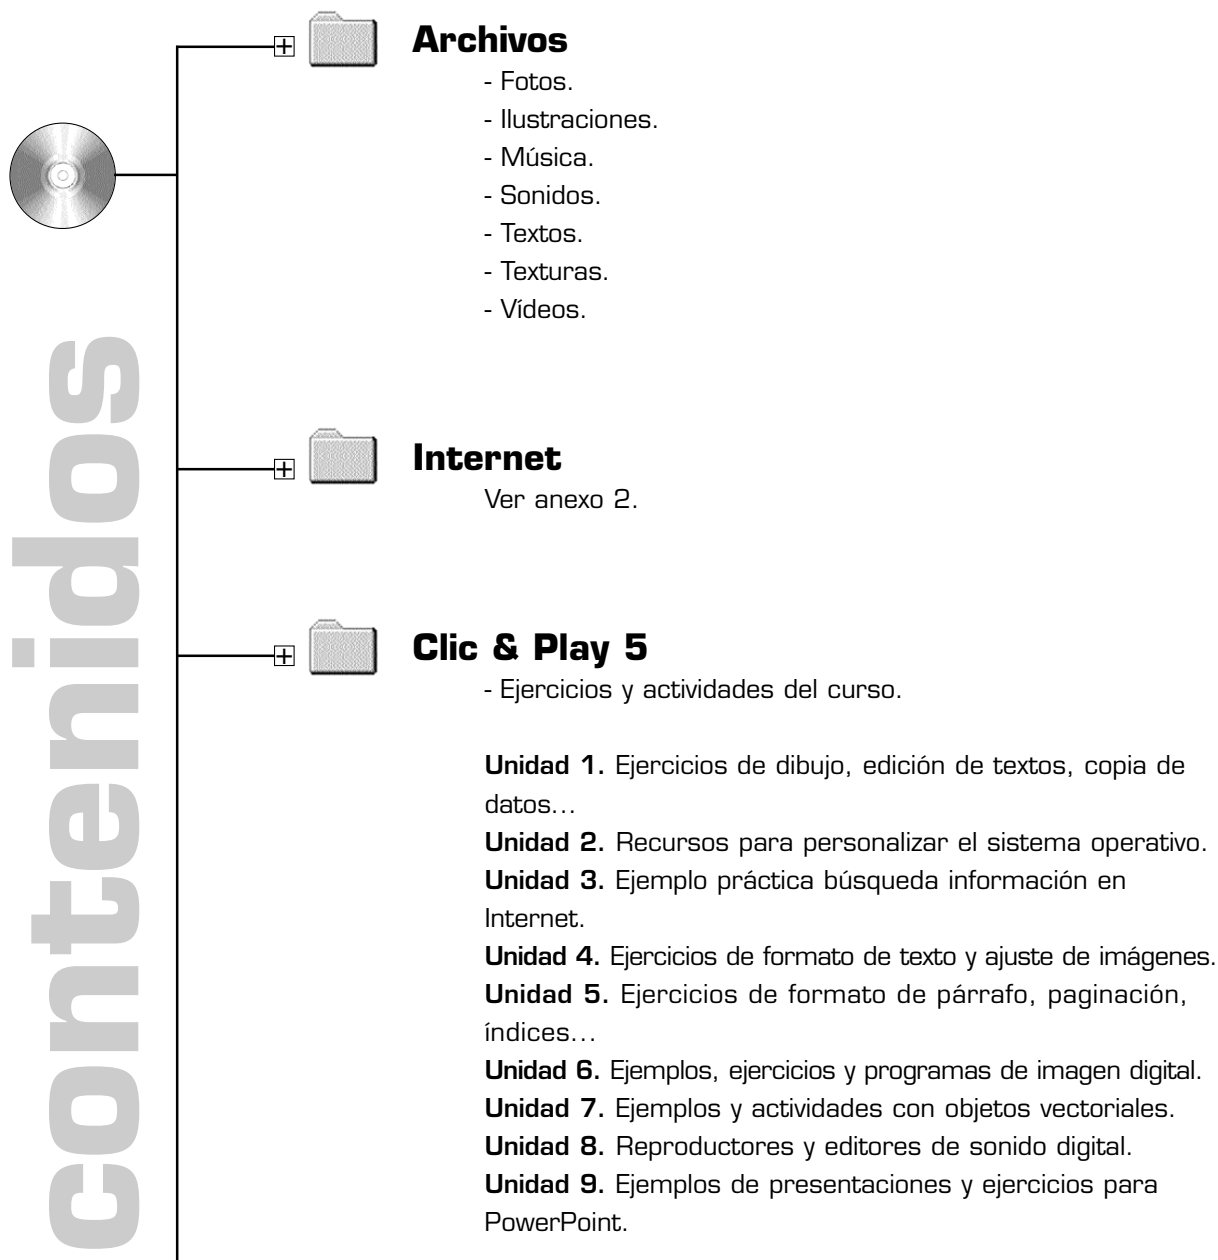 contenidos
Archivos
- Fotos.
- Ilustraciones.
- Música.
- Sonidos.
- Textos.
- Texturas.
- Vídeos.
Internet
Ver anexo 2.
Clic & Play 5
- Ejercicios y actividades del curso.
Unidad 1. Ejercicios de dibujo, edición de textos, copia de
datos...
Unidad 2. Recursos para personalizar el sistema operativo.
Unidad 3. Ejemplo práctica búsqueda información en
Internet.
Unidad 4. Ejercicios de formato de texto y ajuste de imágenes.
Unidad 5. Ejercicios de formato de párrafo, paginación,
índices...
Unidad 6. Ejemplos, ejercicios y programas de imagen digital.
Unidad 7. Ejemplos y actividades con objetos vectoriales.
Unidad 8. Reproductores y editores de sonido digital.
Unidad 9. Ejemplos de presentaciones y ejercicios para
PowerPoint.